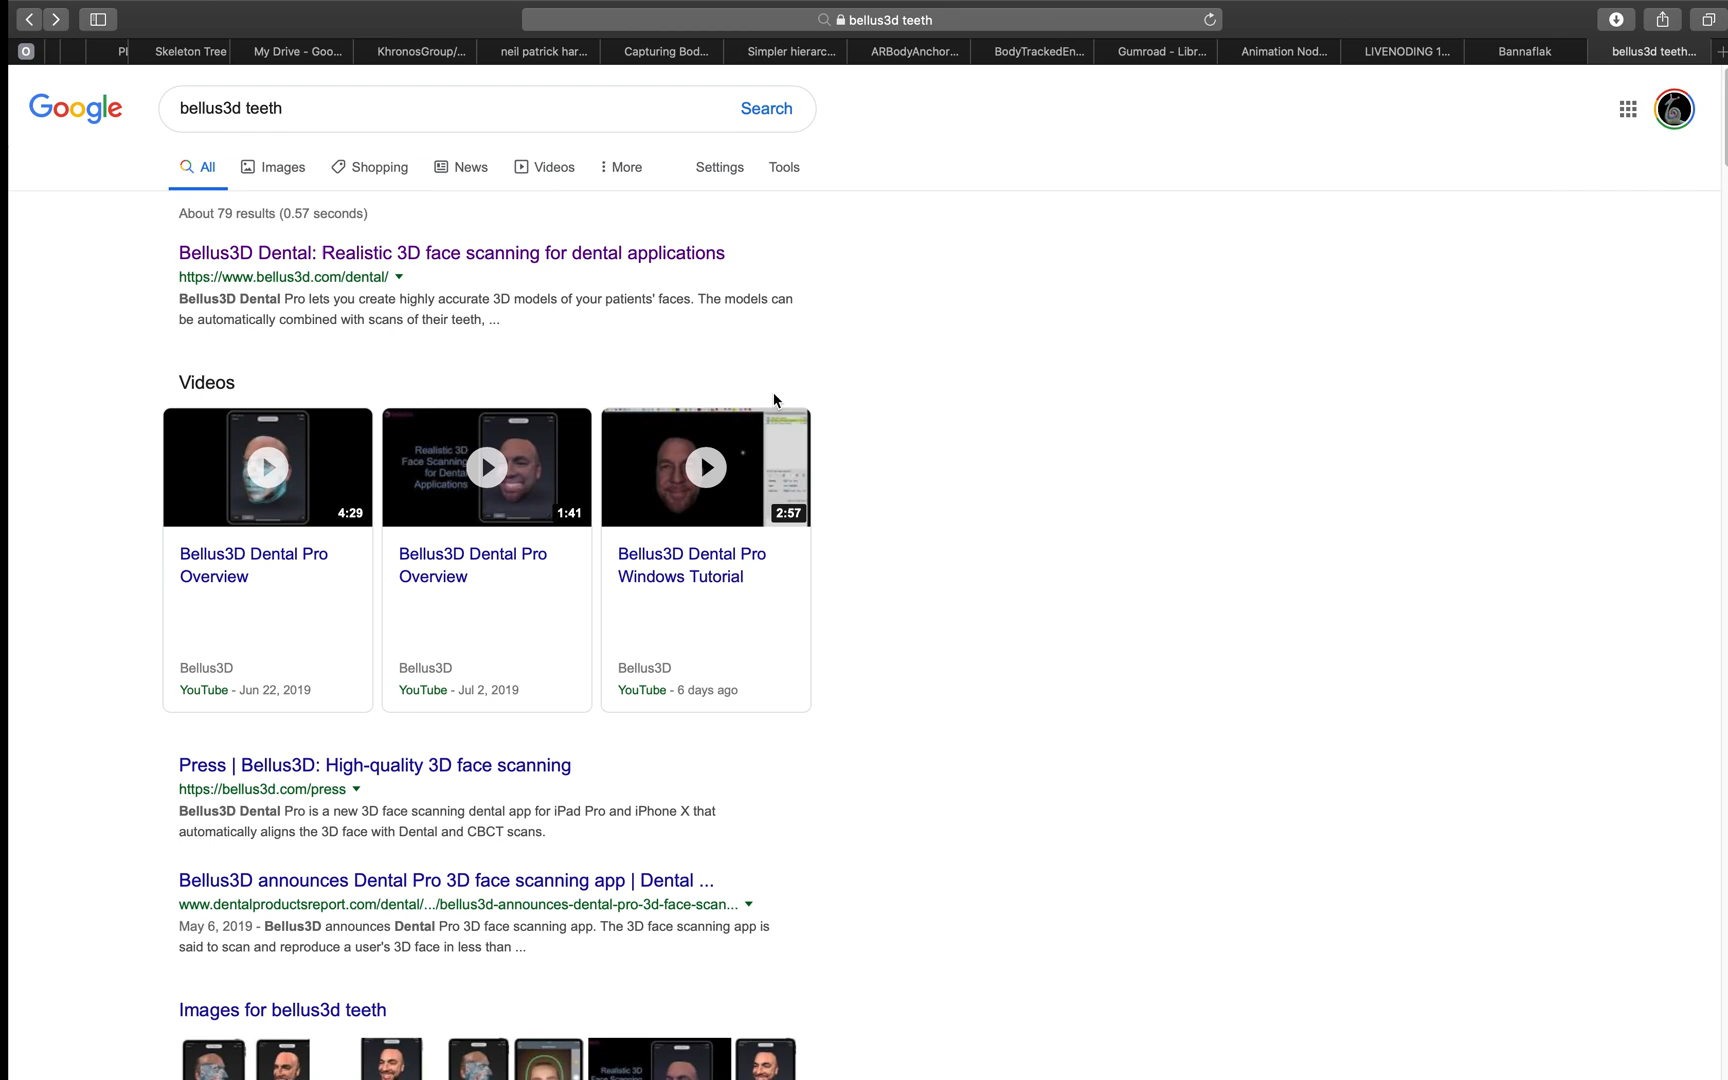 bellus3d teeth
O
Pl
Skeleton Tree
My Drive - Goo...
KhronosGroup/...
neil patrick har...
Capturing Bod...
Simpler hierarc...
ARBodyAnchor...
BodyTrackedEn...
Gumroad - Libr...
Animation Nod...
LIVENODING 1...
Bannaflak
bellus3d teeth...
Google
bellus3d teeth
Search
All
Images
Shopping
News
Videos
More
Settings
Tools
About 79 results (0.57 seconds)
Bellus3D Dental: Realistic 3D face scanning for dental applications
https://www.bellus3d.com/dental/
Bellus3D Dental Pro lets you create highly accurate 3D models of your patients' faces. The models can
be automatically combined with scans of their teeth, ...
Videos
4:29
Realistic 3D
Face Scanning
for Dental
Applications
1:41
2:57
Bellus3D Dental Pro
Overview
Bellus3D Dental Pro
Overview
Bellus3D Dental Pro
Windows Tutorial
Bellus3D
YouTube - Jun 22, 2019
Bellus3D
YouTube - Jul 2, 2019
Bellus3D
YouTube - 6 days ago
Press | Bellus3D: High-quality 3D face scanning
https://bellus3d.com/press
Bellus3D Dental Pro is a new 3D face scanning dental app for iPad Pro and iPhone X that
automatically aligns the 3D face with Dental and CBCT scans.
Bellus3D announces Dental Pro 3D face scanning app | Dental ...
www.dentalproductsreport.com/dental/.../bellus3d-announces-dental-pro-3d-face-scan...
May 6, 2019 - Bellus3D announces Dental Pro 3D face scanning app. The 3D face scanning app is
said to scan and reproduce a user's 3D face in less than ...
Images for bellus3d teeth
Realistic 3D